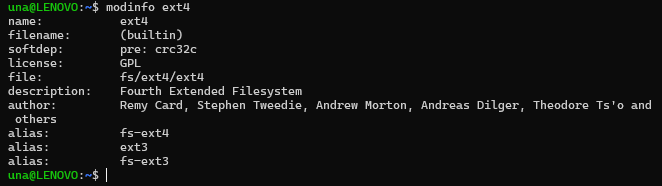 una@LENOVO:~$ modinfo ext4
name:           ext4
filename:       (builtin)
softdep:        pre: crc32c
license:        GPL
file:           fs/ext4/ext4
description:    Fourth Extended Filesystem
author:         Remy Card, Stephen Tweedie, Andrew Morton, Andreas Dilger, Theodore Ts'o and
 others
alias:          fs-ext4
alias:          ext3
alias:          fs-ext3
una@LENOVO:~$